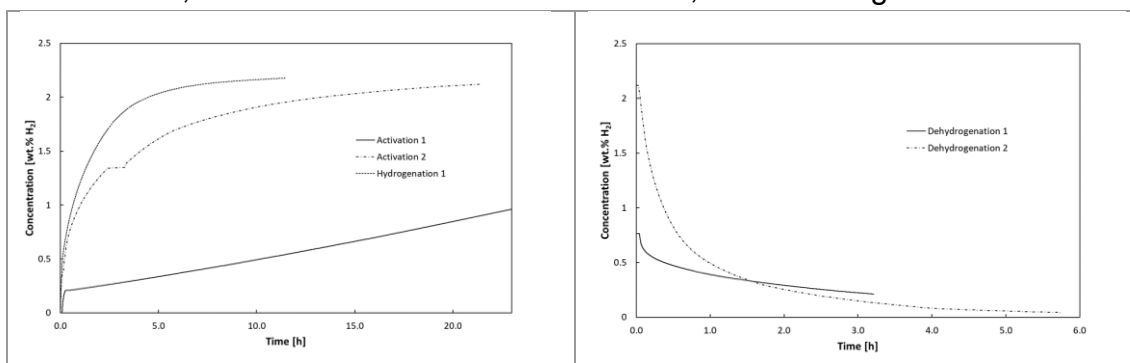 2.5
2
1.5
1
0.5
0
Concentration [wt.% H₂]
Activation 1
Activation 2
Hydrogenation 1
0.0
5.0
10.0
15.0
20.0
Time [h]
2.5
2
1.5
1
0.5
0
Concentration [wt.% H₂]
Dehydrogenation 1
Dehydrogenation 2
0.0
1.0
2.0
3.0
4.0
5.0
6.0
Time [h]